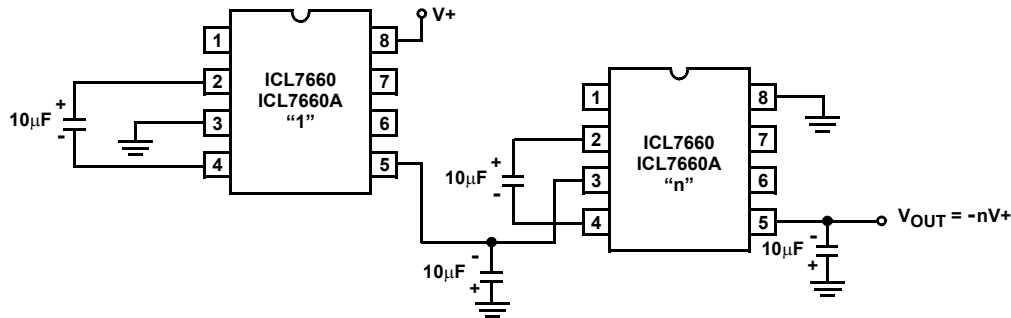 V+
1
2
3
4
8
7
6
5
ICL7660
ICL7660A
“1”
10µF
+
-
1
2
3
4
8
7
6
5
ICL7660
ICL7660A
“n”
10µF
+
-
10µF
-
+
10µF
-
+
VOUT = -nV+